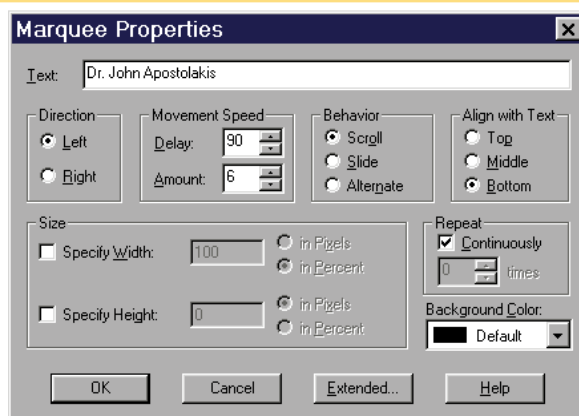 Marquee Properties
Text: Dr. John Apostolakis
Direction
Left
Right
Movement Speed
Delay: 90
Amount: 6
Behavior
Scroll
Slide
Alternate
Align with Text
Top
Middle
Bottom
Size
Specify Width: 100 in Pixels
in Percent
Specify Height: 0 in Pixels
in Percent
Repeat
Continuously
0 times
Background Color:
Default
OK Cancel Extended... Help